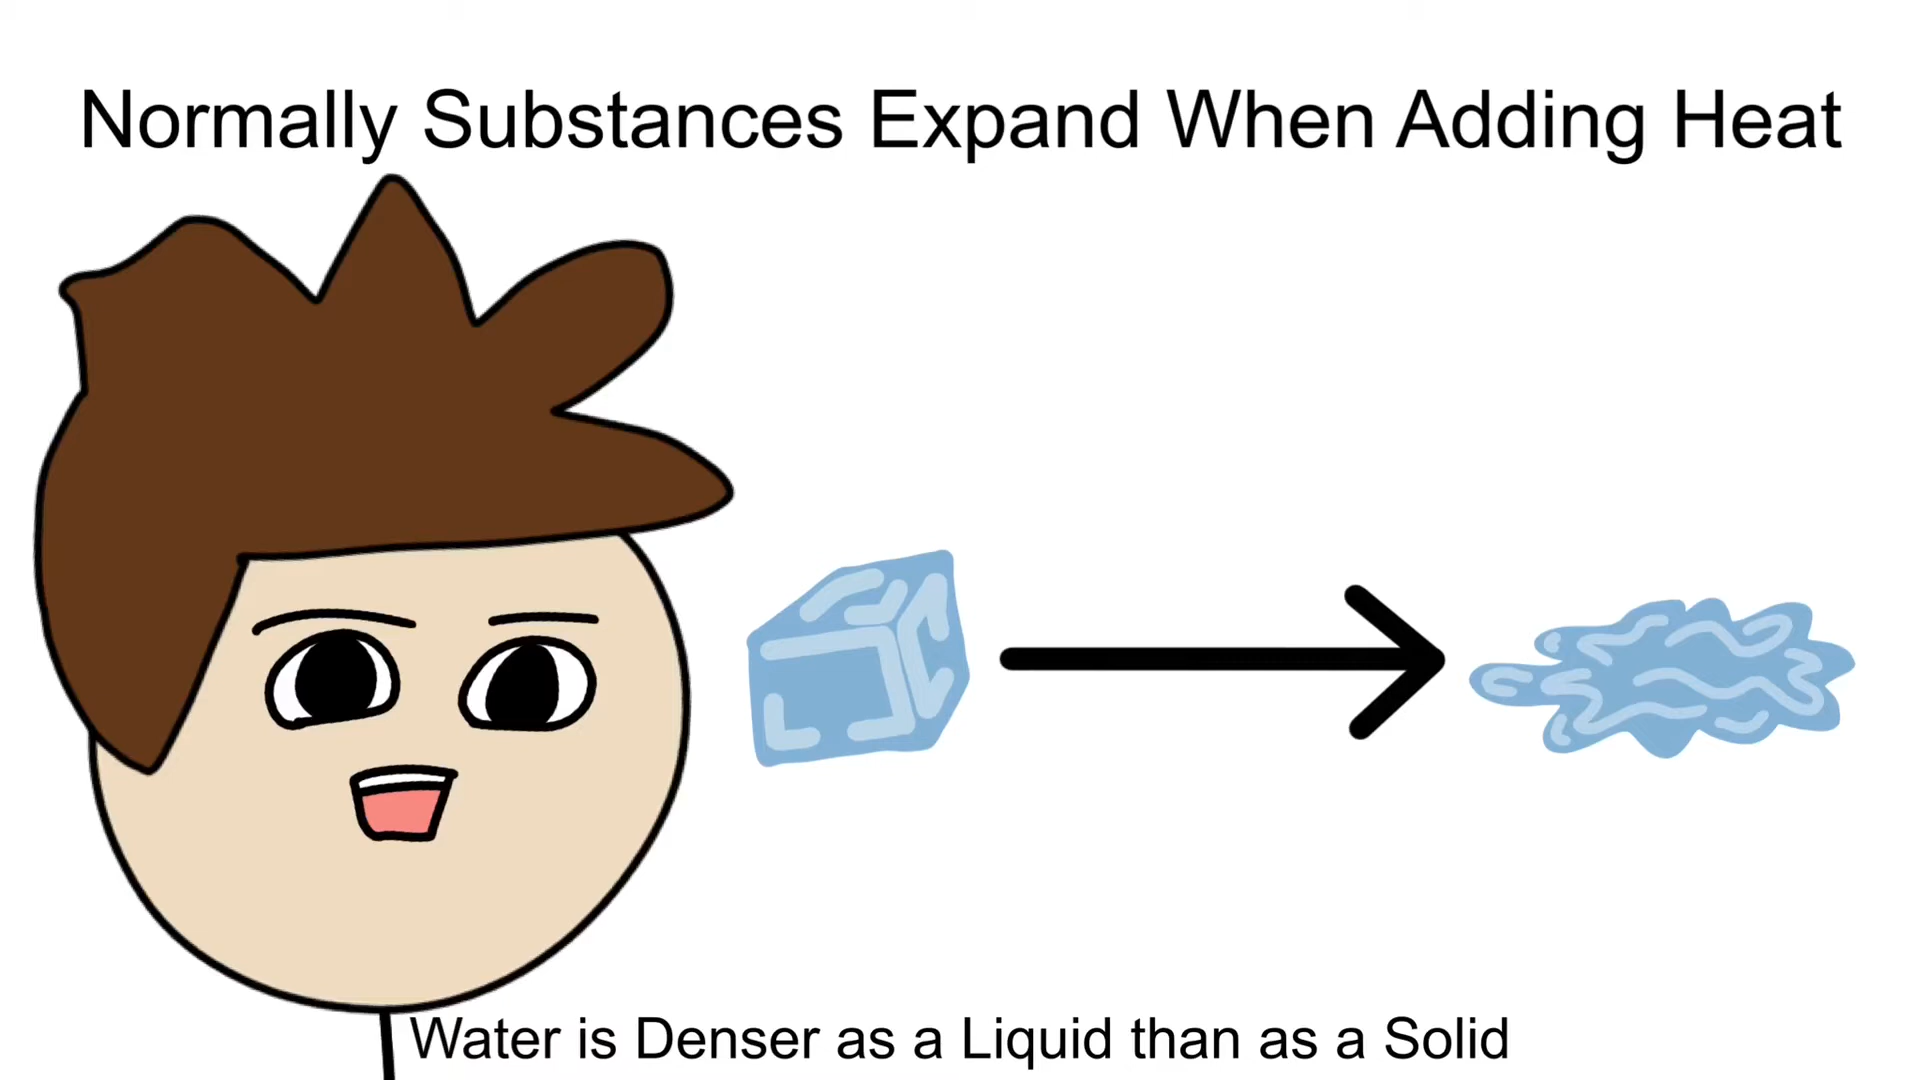 Normally Substances Expand When Adding Heat
Water is Denser as a Liquid than as a Solid